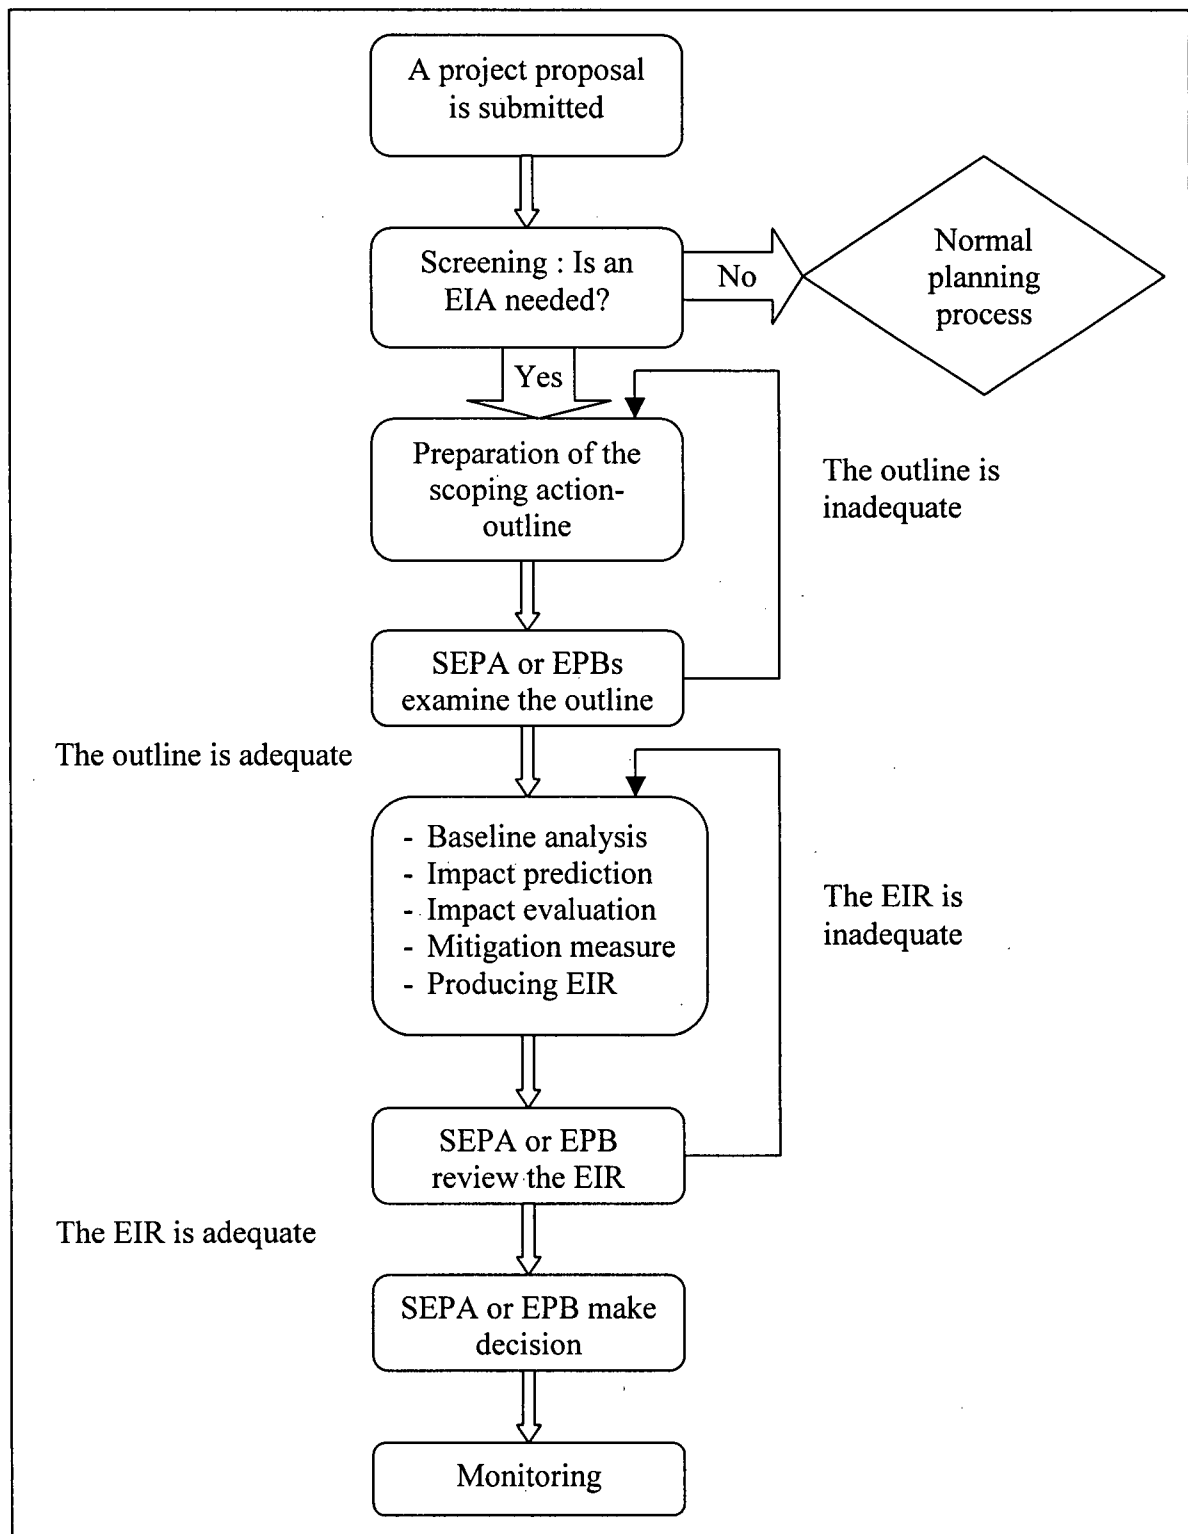 A project proposal
is submitted
Screening : Is an
EIA needed?
No
Normal
planning
process
Yes
Preparation of the
scoping action-
outline
The outline is
inadequate
SEPA or EPBs
examine the outline
The outline is adequate
- Baseline analysis
- Impact prediction
- Impact evaluation
- Mitigation measure
- Producing EIR
The EIR is
inadequate
SEPA or EPB
review the EIR
The EIR is adequate
SEPA or EPB make
decision
Monitoring